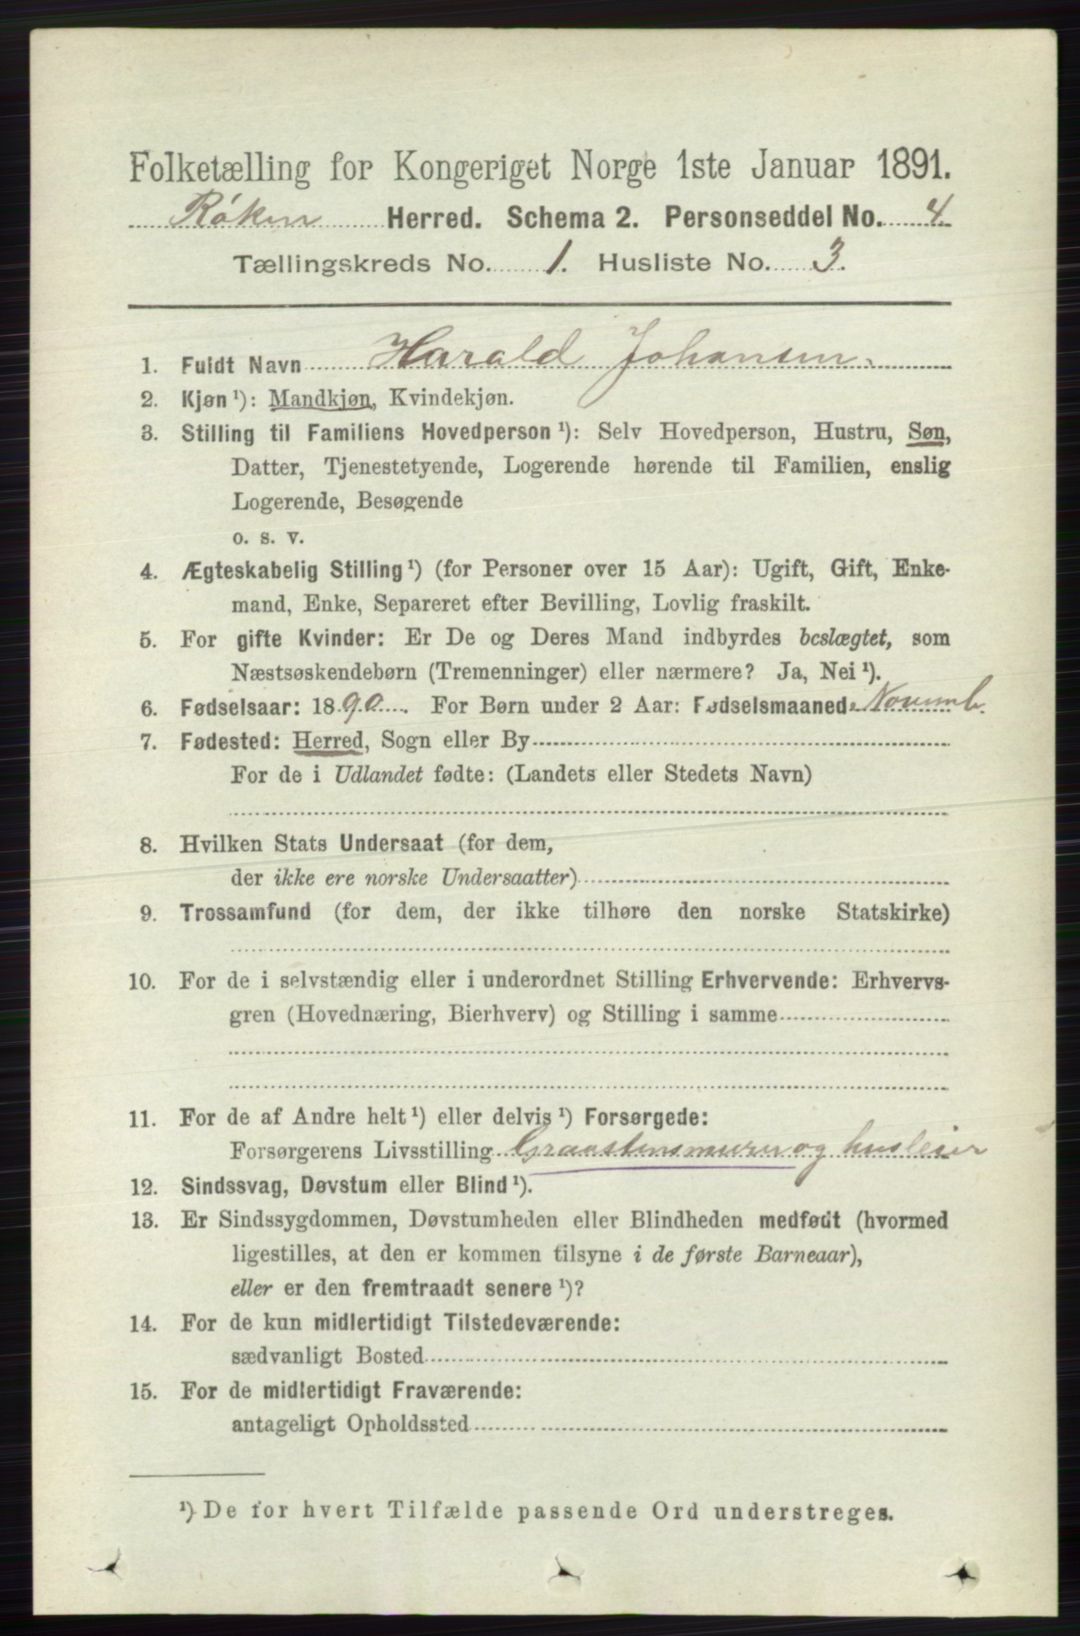 Folketælling for Kongeriget Norge 1ste Januar 1891.
Røken Herred. Schema 2. Personseddel No. 4
Tællingskreds No. 1. Husliste No. 3.
1. Fuldt Navn Harald Johansen.
2. Kjøn¹): Mandkjøn, Kvindekjøn.
3. Stilling til Familiens Hovedperson¹): Selv Hovedperson, Hustru, Søn,
Datter, Tjenestetyende, Logerende hørende til Familien, enslig
Logerende, Besøgende
o. s. v.
4. Ægteskabelig Stilling¹) (for Personer over 15 Aar): Ugift, Gift, Enke-
mand, Enke, Separeret efter Bevilling, Lovlig fraskilt.
5. For gifte Kvinder: Er De og Deres Mand indbyrdes beslægtet, som
Næstsøskendebørn (Tremenninger) eller nærmere? Ja, Nei¹).
6. Fødselsaar: 1890. For Børn under 2 Aar: Fødselsmaaned. Novemb.
7. Fødested: Herred, Sogn eller By
For de i Udlandet fødte: (Landets eller Stedets Navn)
8. Hvilken Stats Undersaat (for dem,
der ikke ere norske Undersaatter)
9. Trossamfund (for dem, der ikke tilhøre den norske Statskirke)
10. For de i selvstændig eller i underordnet Stilling Erhvervende: Erhvervs-
gren (Hovednæring, Bierhverv) og Stilling i samme
11. For de af Andre helt¹) eller delvis¹) Forsørgede:
Forsørgerens Livsstilling Graastensmurer og husleier
12. Sindssvag, Døvstum eller Blind¹).
13. Er Sindssygdommen, Døvstumheden eller Blindheden medfødt (hvormed
ligestilles, at den er kommen tilsyne i de første Barneaar),
eller er den fremtraadt senere¹)?
14. For de kun midlertidigt Tilstedeværende:
sædvanligt Bosted
15. For de midlertidigt Fraværende:
antageligt Opholdssted
¹) De for hvert Tilfælde passende Ord understreges.